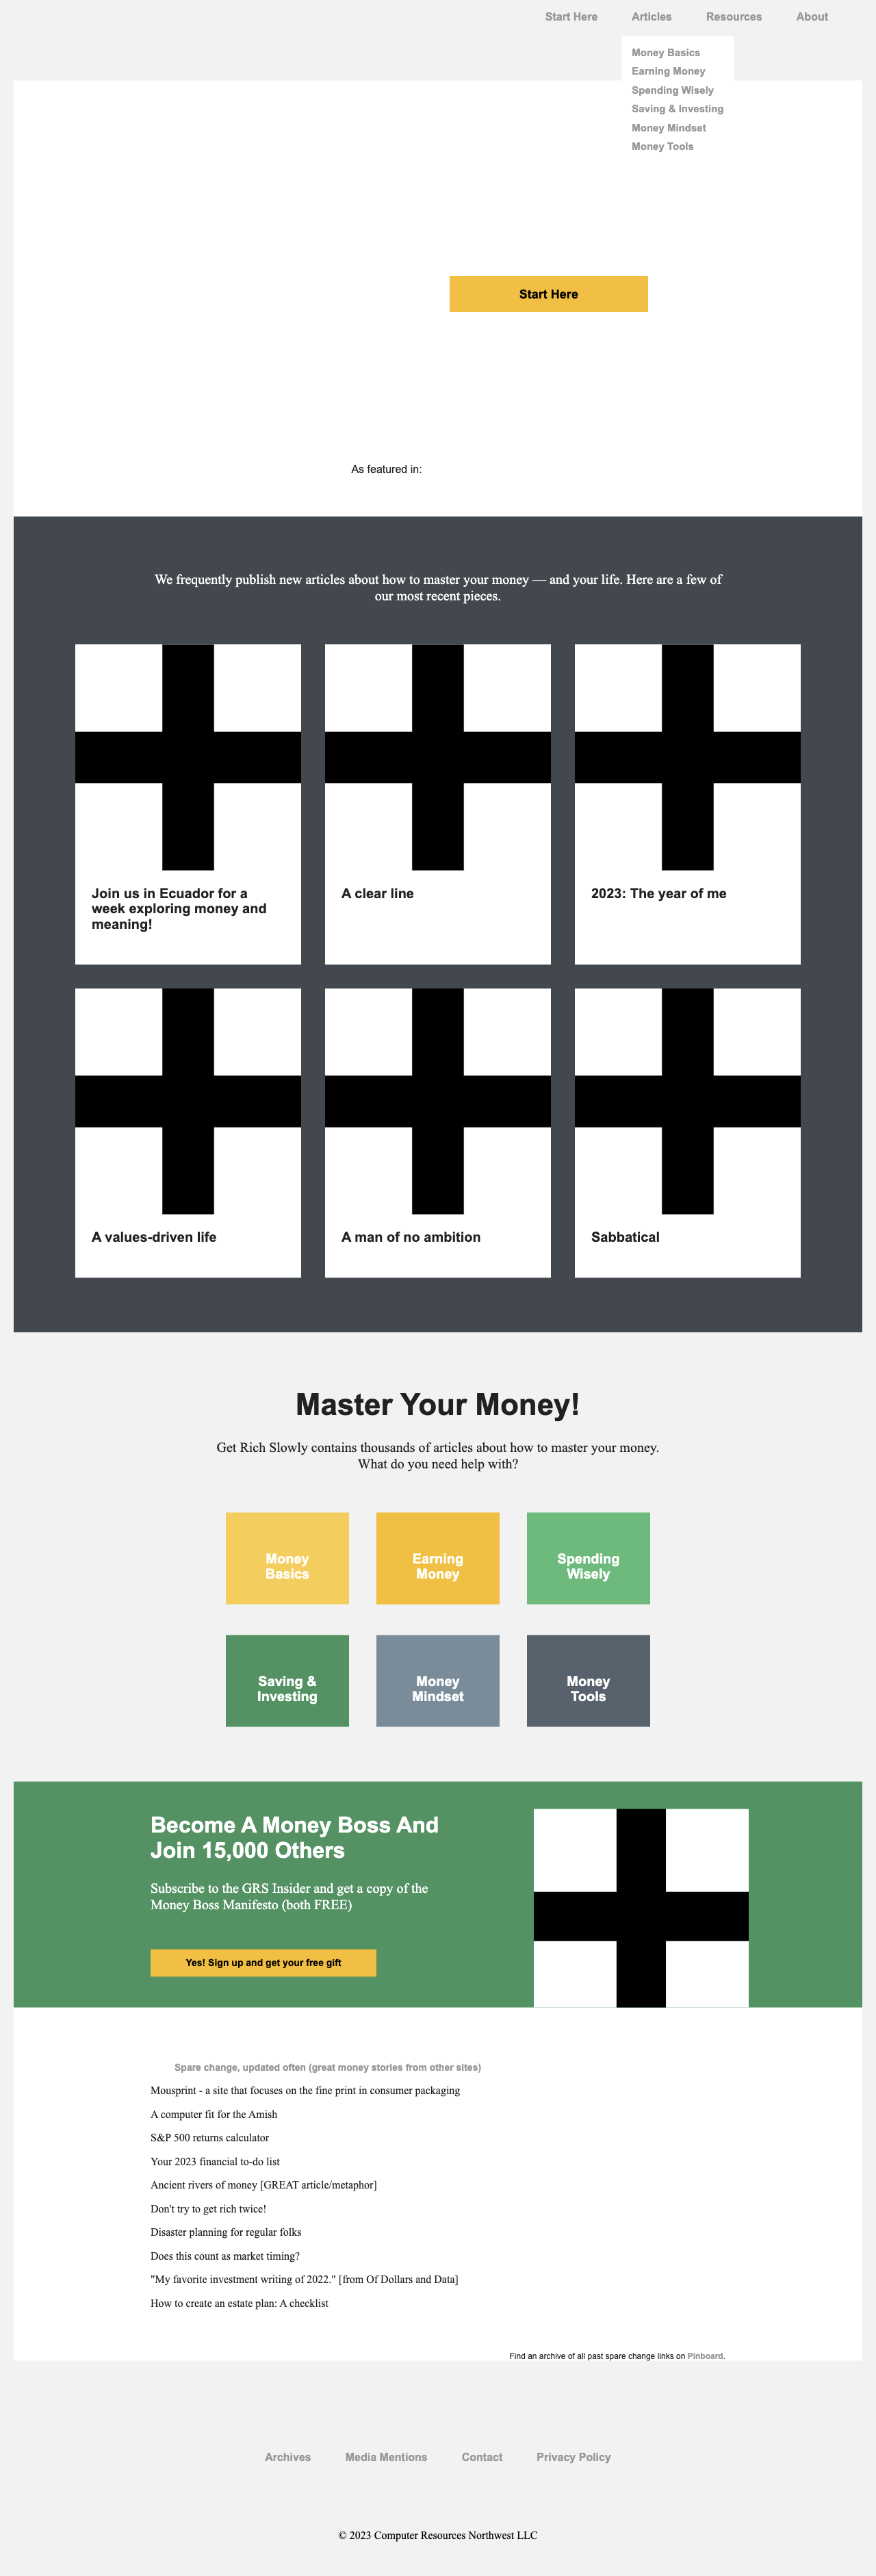 Start Here
Articles
Resources
About
Money Basics
Earning Money
Spending Wisely
Saving & Investing
Money Mindset
Money Tools
Start Here
As featured in:
We frequently publish new articles about how to master your money — and your life. Here are a few of
our most recent pieces.
Join us in Ecuador for a
week exploring money and
meaning!
A clear line
2023: The year of me
A values-driven life
A man of no ambition
Sabbatical
Master Your Money!
Get Rich Slowly contains thousands of articles about how to master your money.
What do you need help with?
Money
Basics
Earning
Money
Spending
Wisely
Saving &
Investing
Money
Mindset
Money
Tools
Become A Money Boss And
Join 15,000 Others
Subscribe to the GRS Insider and get a copy of the
Money Boss Manifesto (both FREE)
Yes! Sign up and get your free gift
Spare change, updated often (great money stories from other sites)
Mousprint - a site that focuses on the fine print in consumer packaging
A computer fit for the Amish
S&P 500 returns calculator
Your 2023 financial to-do list
Ancient rivers of money [GREAT article/metaphor]
Don't try to get rich twice!
Disaster planning for regular folks
Does this count as market timing?
"My favorite investment writing of 2022." [from Of Dollars and Data]
How to create an estate plan: A checklist
Find an archive of all past spare change links on Pinboard.
Archives
Media Mentions
Contact
Privacy Policy
© 2023 Computer Resources Northwest LLC